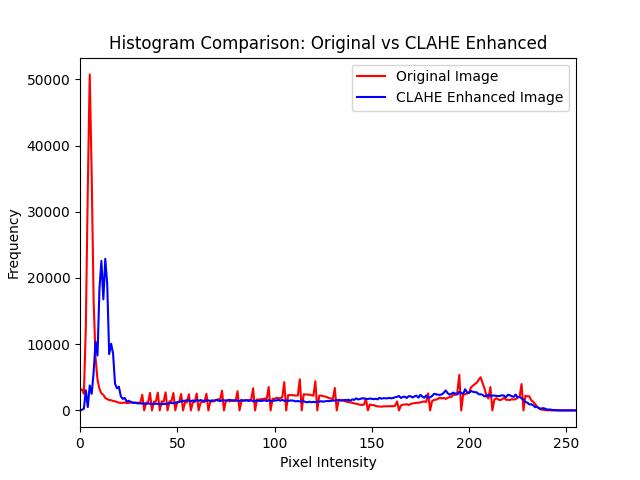 Histogram Comparison: Original vs CLAHE Enhanced
Original Image
CLAHE Enhanced Image
Frequency
50000
40000
30000
20000
10000
0
0 50 100 150 200 250
Pixel Intensity